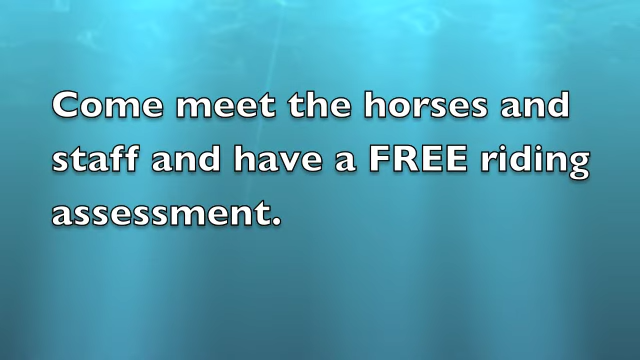 Come meet the horses and
staff and have a FREE riding
assessment.